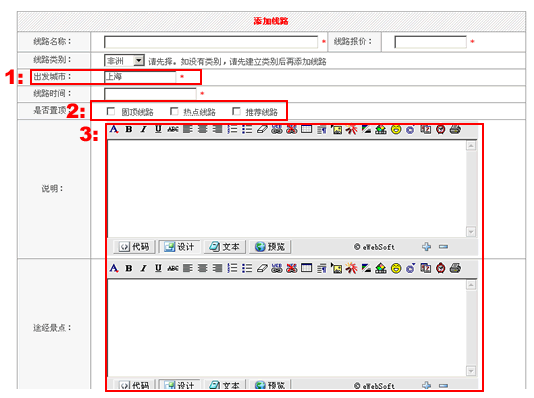 添加线路
线路名称： * 线路报价： *
线路类别： 非洲 请先择。如没有类别，请先建立类别后再添加线路
1: 出发城市： 上海 *
线路时间： *
是否置顶 2: 固顶线路 热点线路 推荐线路
3:
A B I U ABC
说明：
代码 设计 文本 预览 © eWebSoft
A B I U ABC
途经景点：
代码 设计 文本 预览 © eWebSoft